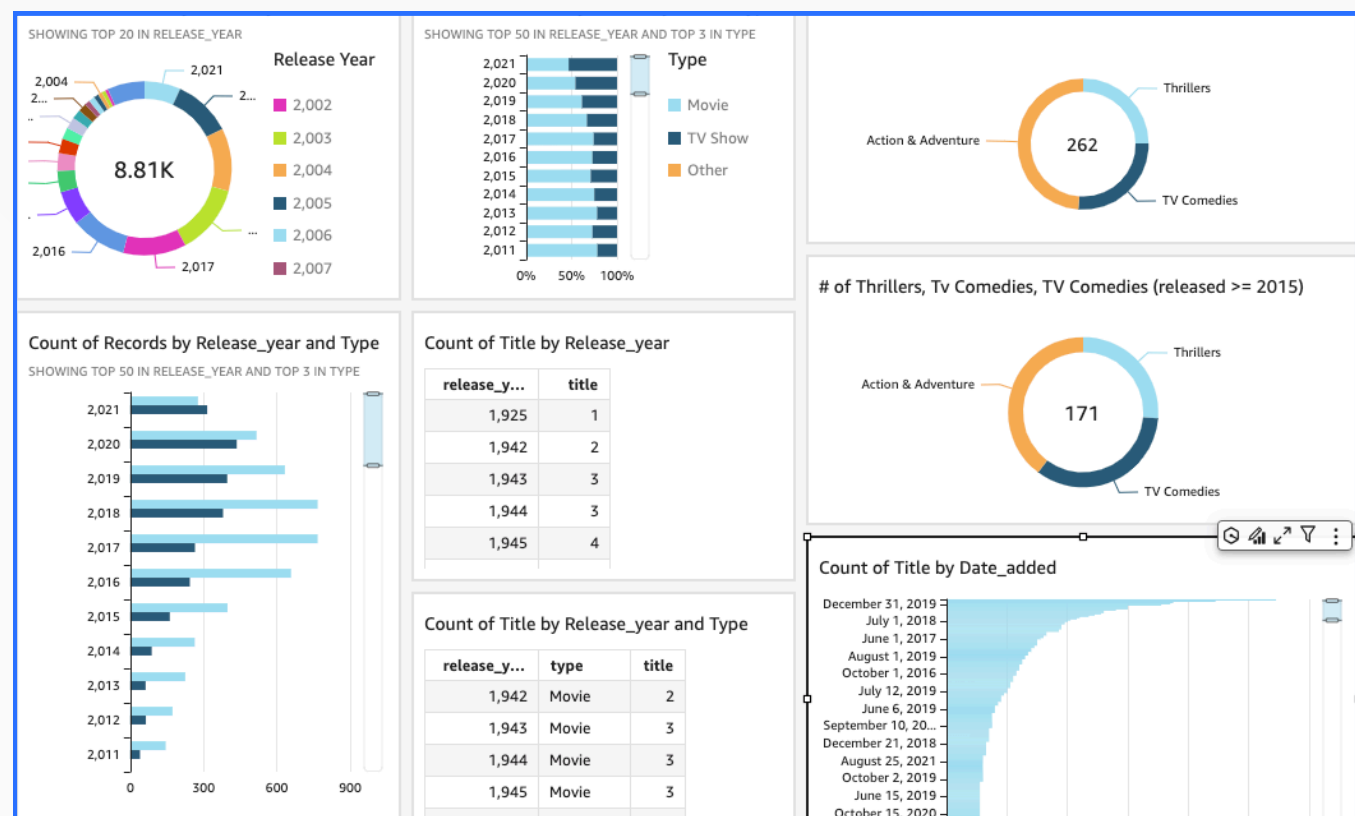 SHOWING TOP 20 IN RELEASE_YEAR
2,004
2,021
2...
2...
..
8.81K
.
...
2,016
2,017
Release Year
2,002
2,003
2,004
2,005
2,006
2,007
SHOWING TOP 50 IN RELEASE_YEAR AND TOP 3 IN TYPE
2,021
2,020
2,019
2,018
2,017
2,016
2,015
2,014
2,013
2,012
2,011
0% 50% 100%
Type
Movie
TV Show
Other
Thrillers
Action & Adventure
262
TV Comedies
# of Thrillers, Tv Comedies, TV Comedies (released >= 2015)
Thrillers
Action & Adventure
171
TV Comedies
Count of Records by Release_year and Type
SHOWING TOP 50 IN RELEASE_YEAR AND TOP 3 IN TYPE
2,021
2,020
2,019
2,018
2,017
2,016
2,015
2,014
2,013
2,012
2,011
0 300 600 900
Count of Title by Release_year
release_y... title
1,925 1
1,942 2
1,943 3
1,944 3
1,945 4
Count of Title by Release_year and Type
release_y... type title
1,942 Movie 2
1,943 Movie 3
1,944 Movie 3
1,945 Movie 3
Count of Title by Date_added
December 31, 2019
July 1, 2018
June 1, 2017
August 1, 2019
October 1, 2016
July 12, 2019
June 6, 2019
September 10, 20...
December 21, 2018
August 25, 2021
October 2, 2019
June 15, 2019
October 15, 2020